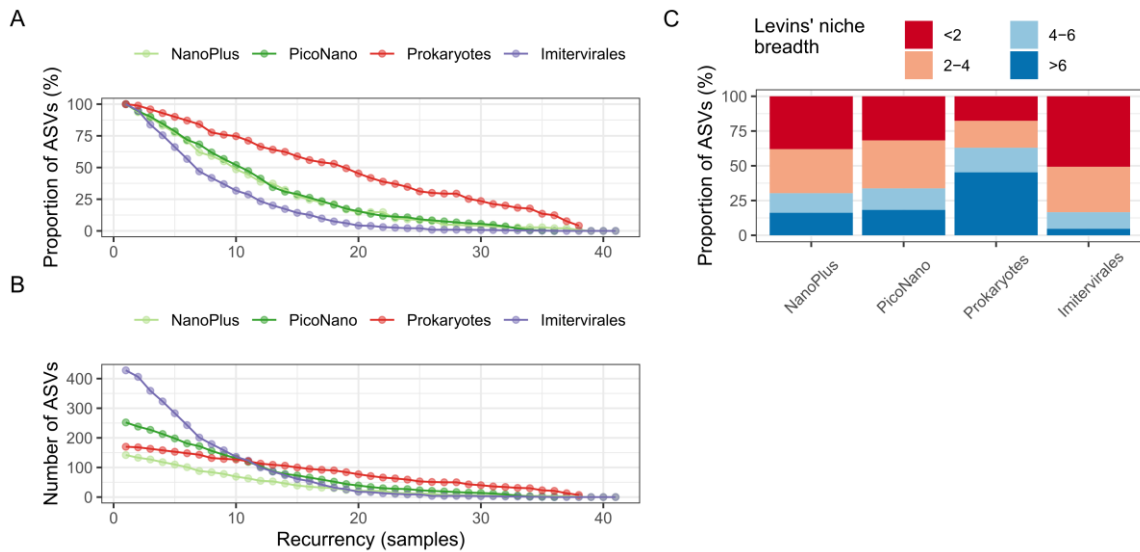 A
NanoPlus PicoNano Prokaryotes Imitervirales
Proportion of ASVs (%)
100
75
50
25
0
0 10 20 30 40
B
NanoPlus PicoNano Prokaryotes Imitervirales
Number of ASVs
400
300
200
100
0
0 10 20 30 40
Recurrency (samples)
C
Levins' niche
breadth
<2 4−6
2−4 >6
Proportion of ASVs (%)
100
75
50
25
0
NanoPlus PicoNano Prokaryotes Imitervirales